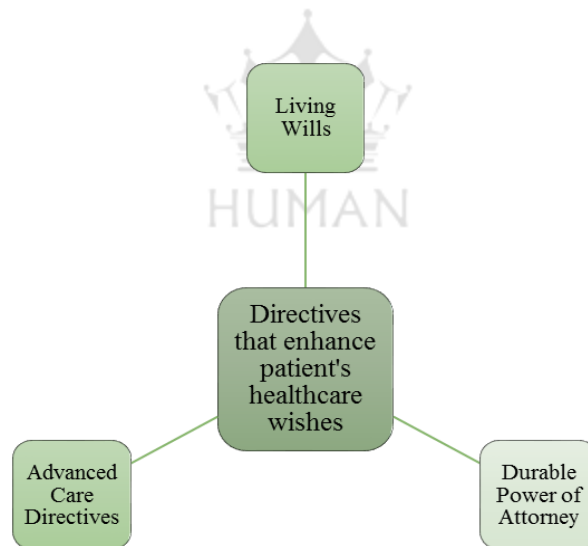 Living
Wills
HUMAN
Directives
that enhance
patient's
healthcare
wishes
Advanced
Care
Directives
Durable
Power of
Attorney